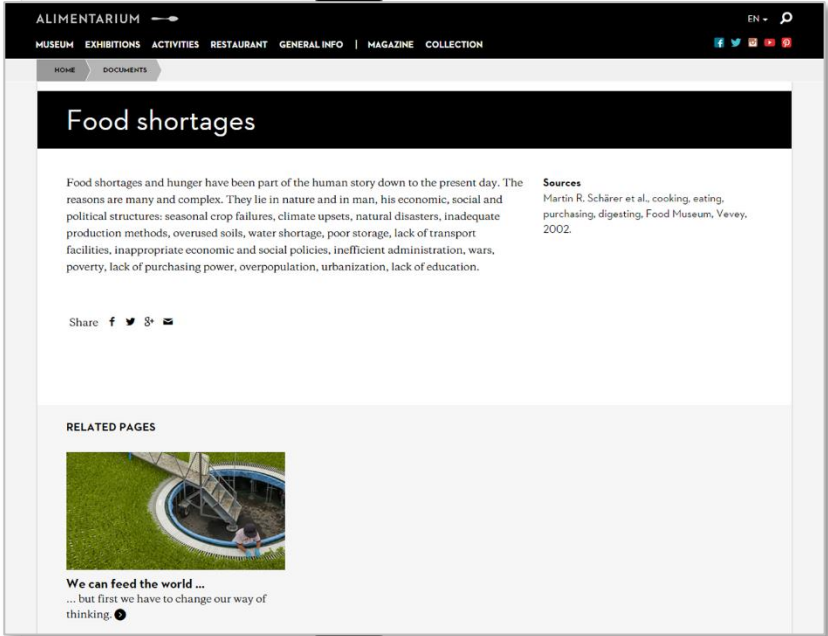 ALIMENTARIUM
EN
MUSEUM EXHIBITIONS ACTIVITIES RESTAURANT GENERAL INFO | MAGAZINE COLLECTION
HOME DOCUMENTS
Food shortages
Food shortages and hunger have been part of the human story down to the present day. The
reasons are many and complex. They lie in nature and in man, his economic, social and
political structures: seasonal crop failures, climate upsets, natural disasters, inadequate
production methods, overused soils, water shortage, poor storage, lack of transport
facilities, inappropriate economic and social policies, inefficient administration, wars,
poverty, lack of purchasing power, overpopulation, urbanization, lack of education.
Sources
Martin R. Schärer et al., cooking, eating,
purchasing, digesting, Food Museum, Vevey,
2002.
Share
RELATED PAGES
We can feed the world ...
... but first we have to change our way of
thinking.